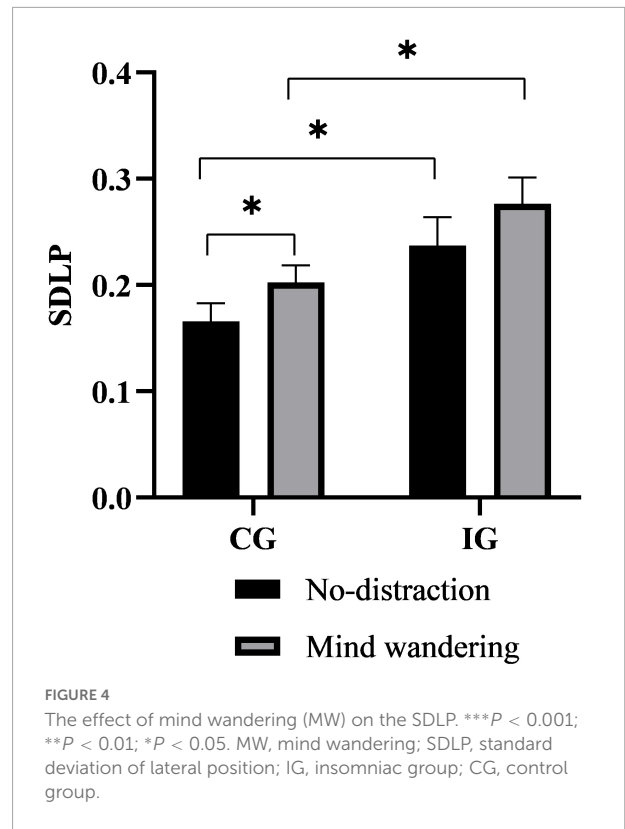 *
0.4
*
0.3
*
0.2
SDLP
0.1
0.0
CG IG
No-distraction
Mind wandering
FIGURE 4
The effect of mind wandering (MW) on the SDLP. ***P < 0.001;
**P < 0.01; *P < 0.05. MW, mind wandering; SDLP, standard
deviation of lateral position; IG, insomniac group; CG, control
group.